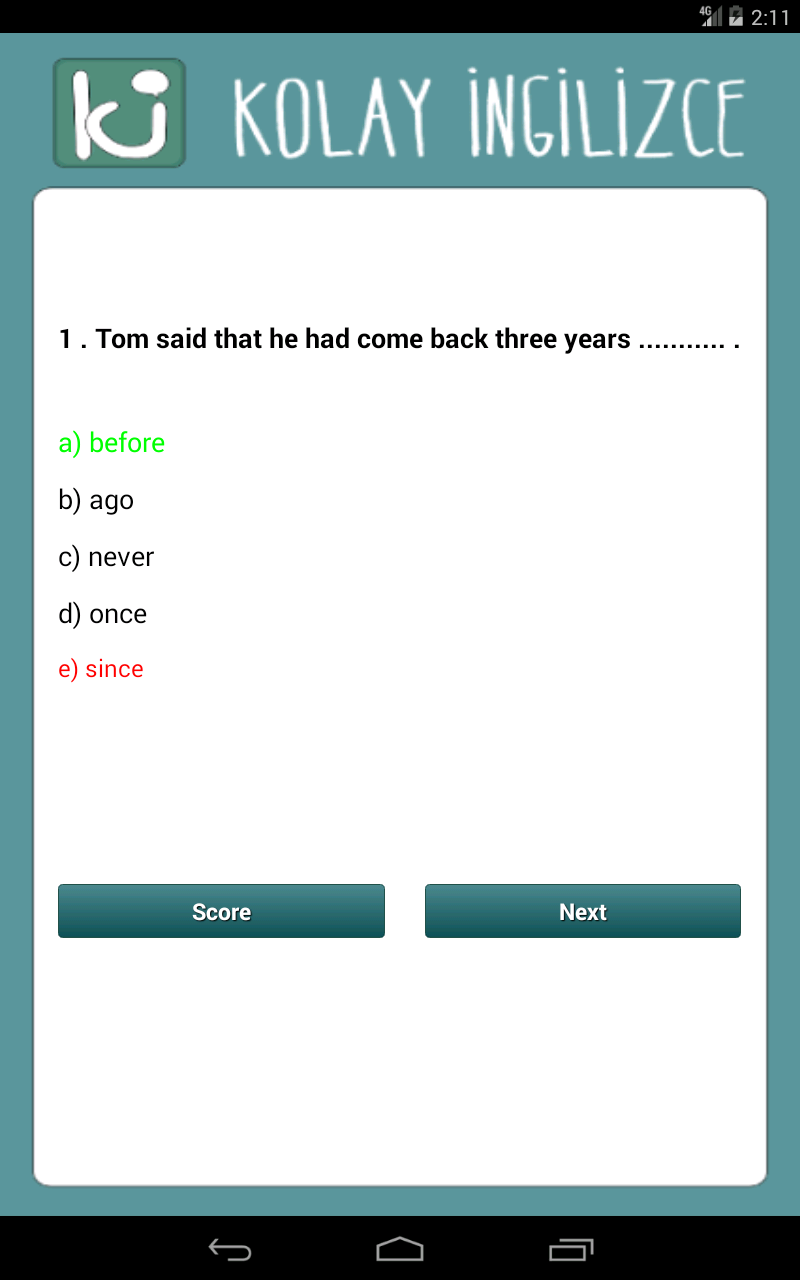 4G 2:11
ki KOLAY İNGİLİZCE
1 . Tom said that he had come back three years ........... .
a) before
b) ago
c) never
d) once
e) since
Score Next